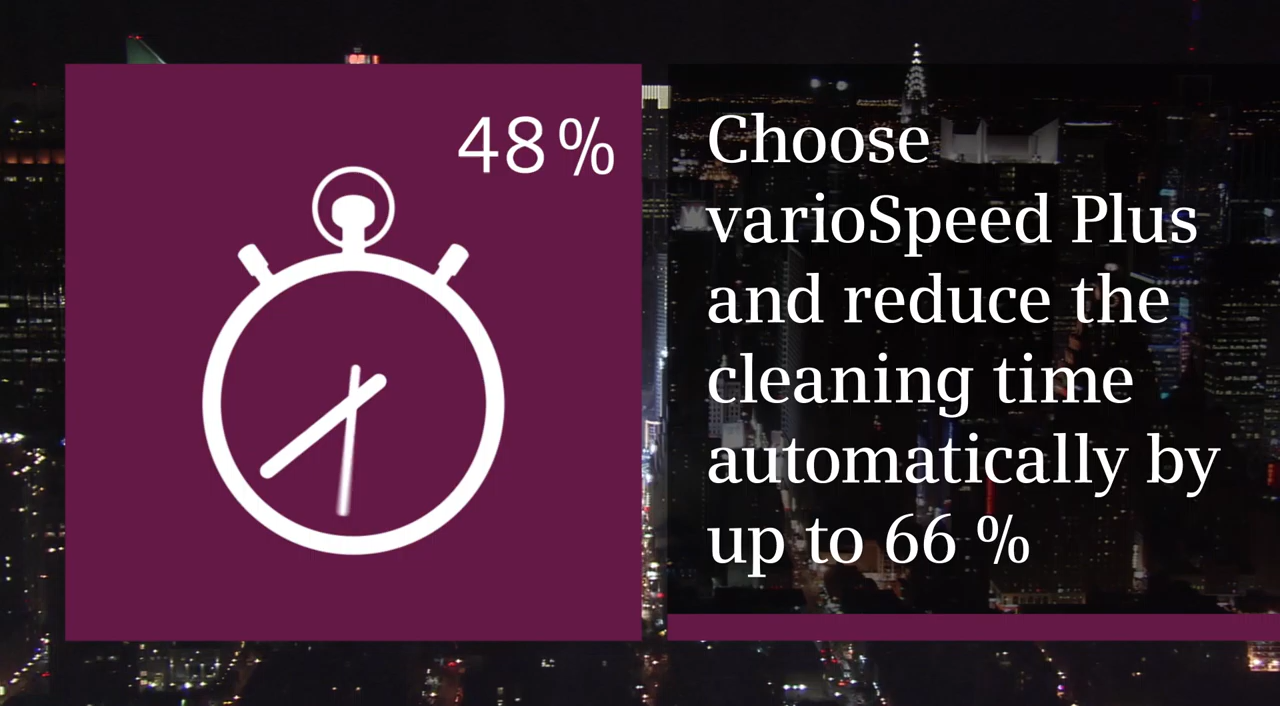 48 %
Choose
varioSpeed Plus
and reduce the
cleaning time
automatically by
up to 66 %